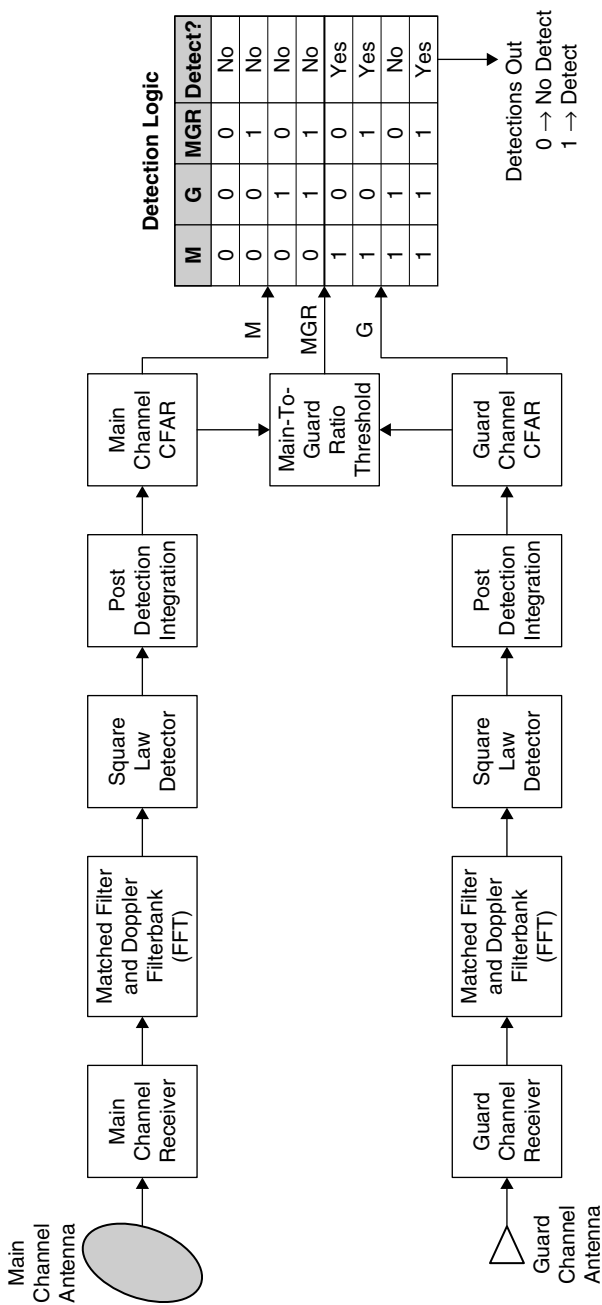 Main
Channel
Antenna
Main
Channel
Receiver
Matched Filter
and Doppler
Filterbank
(FFT)
Square
Law
Detector
Post
Detection
Integration
Main
Channel
CFAR
Guard
Channel
Antenna
Guard
Channel
Receiver
Matched Filter
and Doppler
Filterbank
(FFT)
Square
Law
Detector
Post
Detection
Integration
Guard
Channel
CFAR
Main-To-
Guard
Ratio
Threshold
M
MGR
G
Detection Logic
M G MGR Detect?
0 0 0 No
0 0 1 No
0 1 0 No
0 1 1 No
1 0 0 Yes
1 0 1 Yes
1 1 0 No
1 1 1 Yes
Detections Out
0 → No Detect
1 → Detect